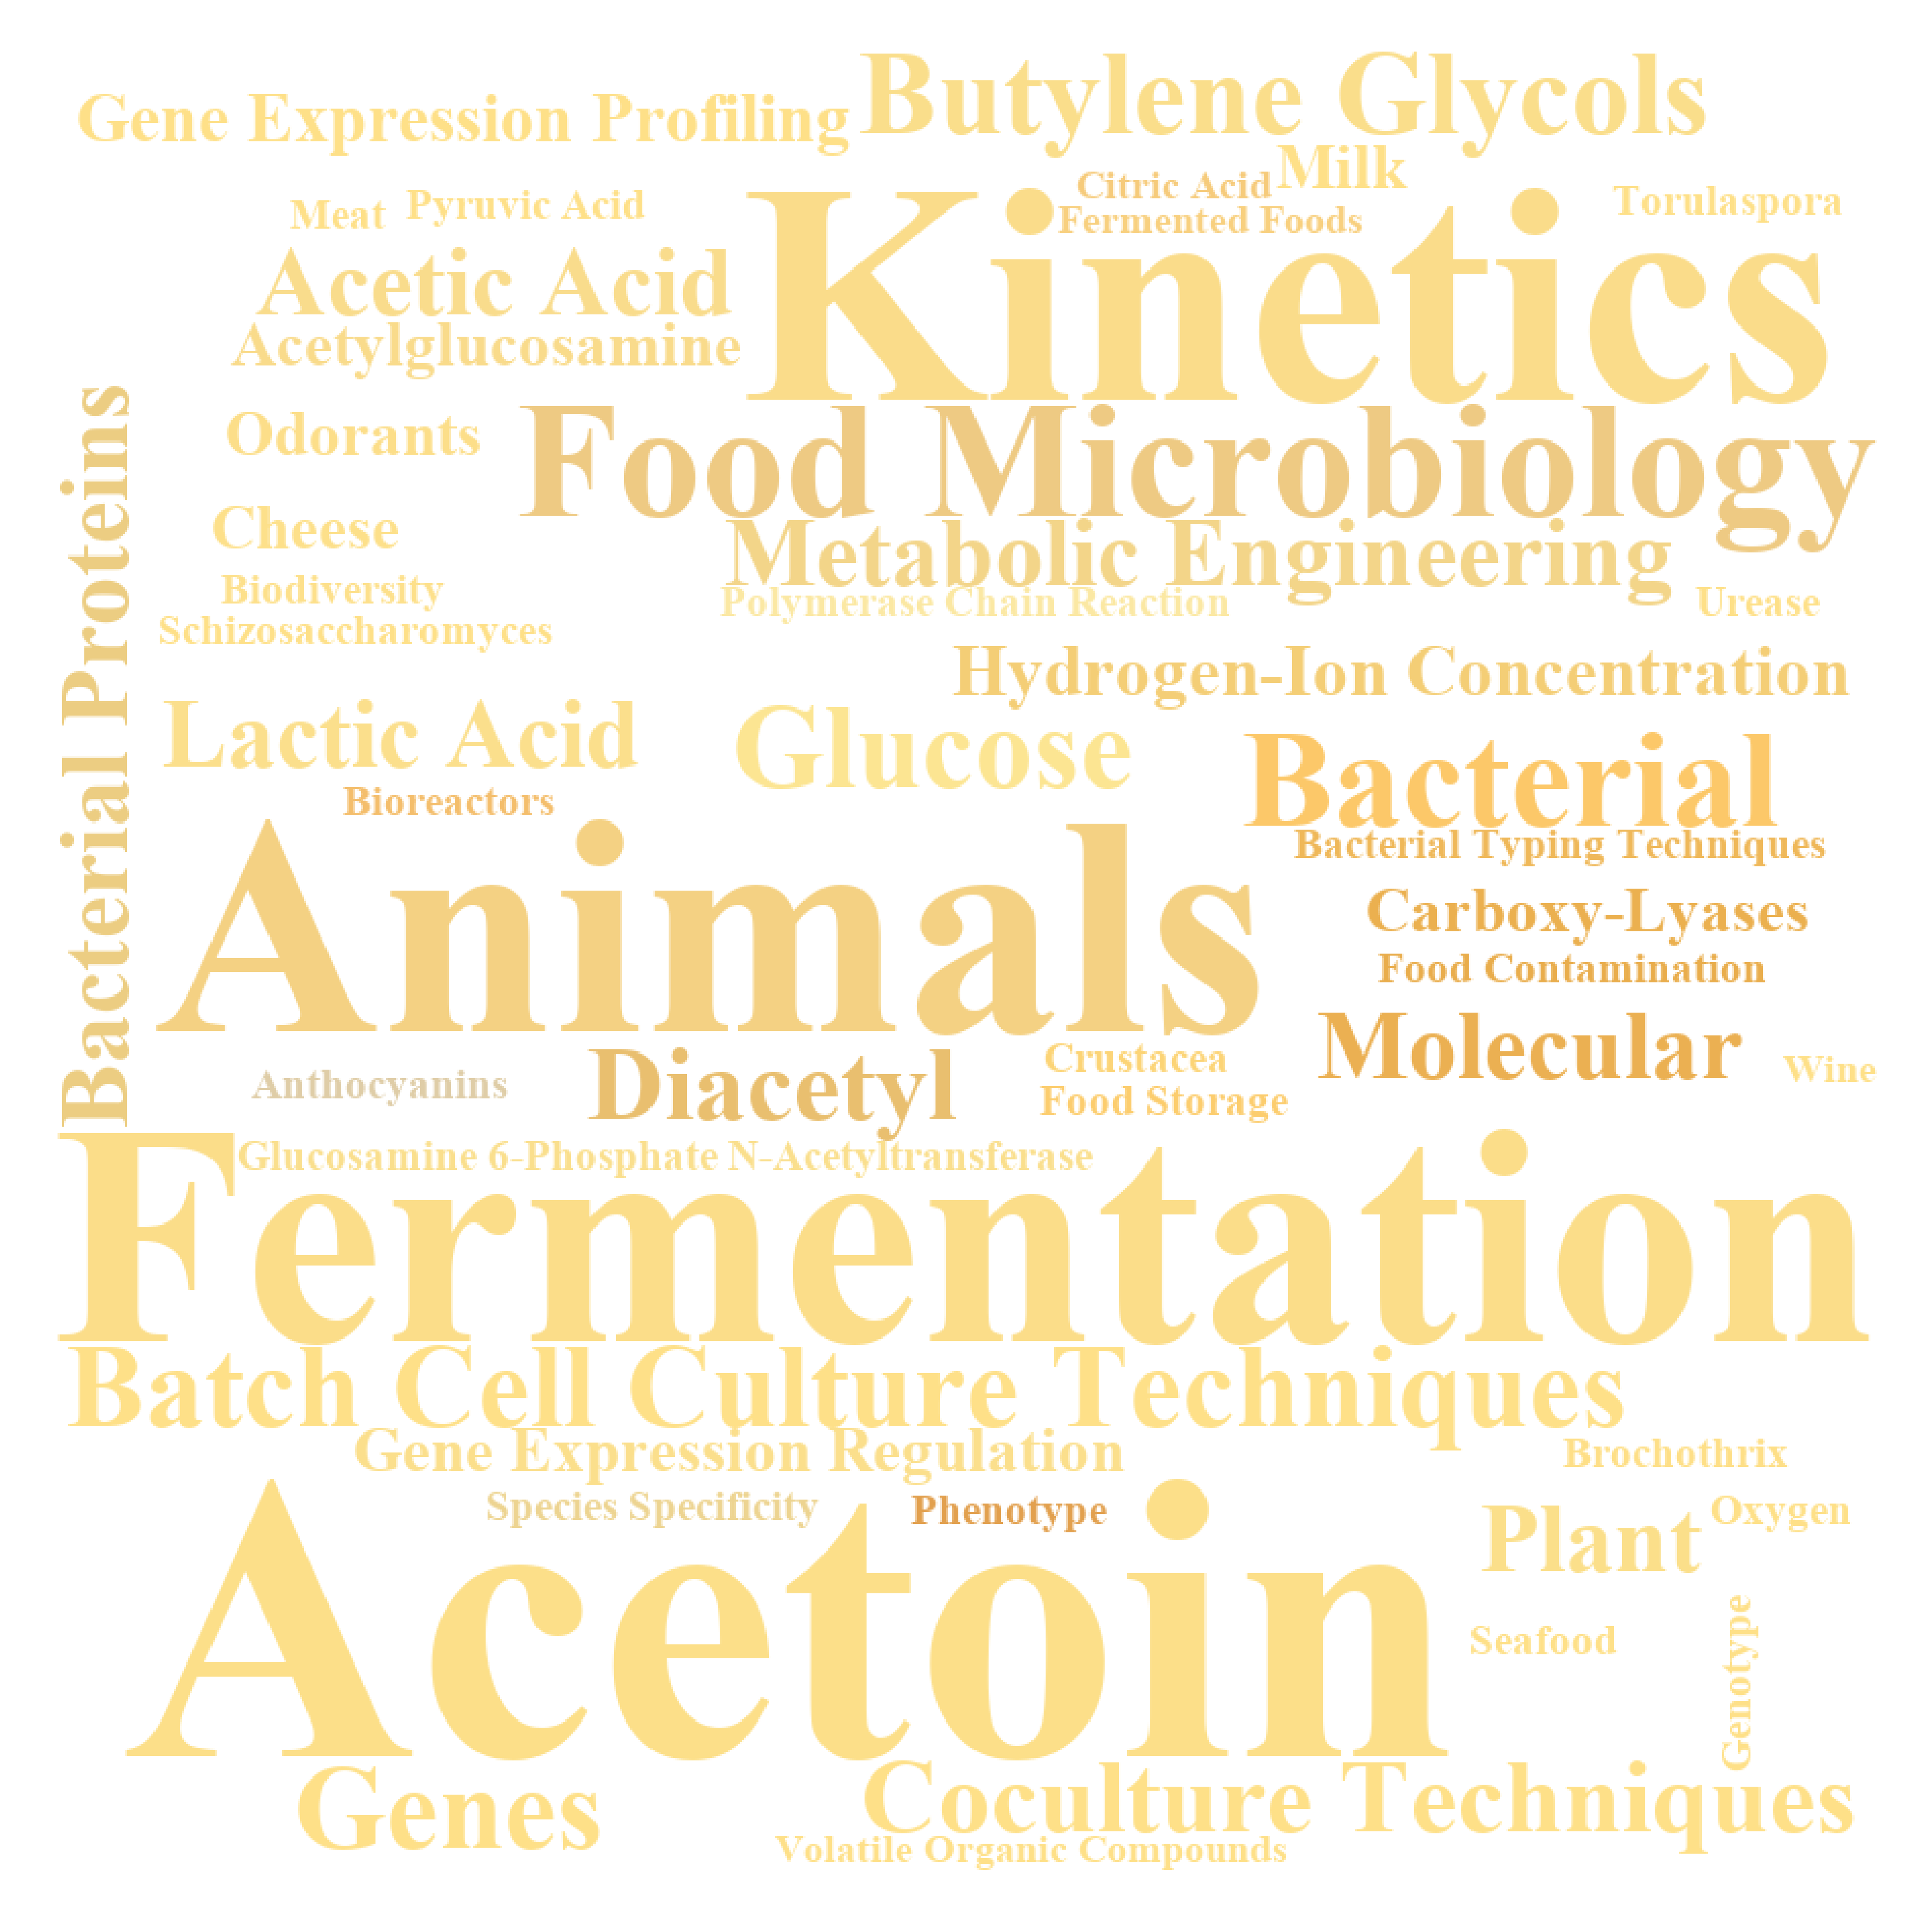 Butylene Glycols
Gene Expression Profiling
Milk
Citric Acid
Fermented Foods
Torulaspora
Meat
Pyruvic Acid
Kinetics
Acetic Acid
Acetylglucosamine
Odorants
Food Microbiology
Bacterial Proteins
Cheese
Metabolic Engineering
Biodiversity
Polymerase Chain Reaction
Urease
Schizosaccharomyces
Hydrogen-Ion Concentration
Lactic Acid
Glucose
Bacterial
Bioreactors
Bacterial Typing Techniques
Animals
Carboxy-Lyases
Food Contamination
Molecular
Crustacea
Wine
Anthocyanins
Diacetyl
Food Storage
Glucosamine 6-Phosphate N-Acetyltransferase
Fermentation
Batch Cell Culture Techniques
Gene Expression Regulation
Brochothrix
Species Specificity
Phenotype
Oxygen
Plant
Acetoin
Seafood
Genotype
Genes
Coculture Techniques
Volatile Organic Compounds